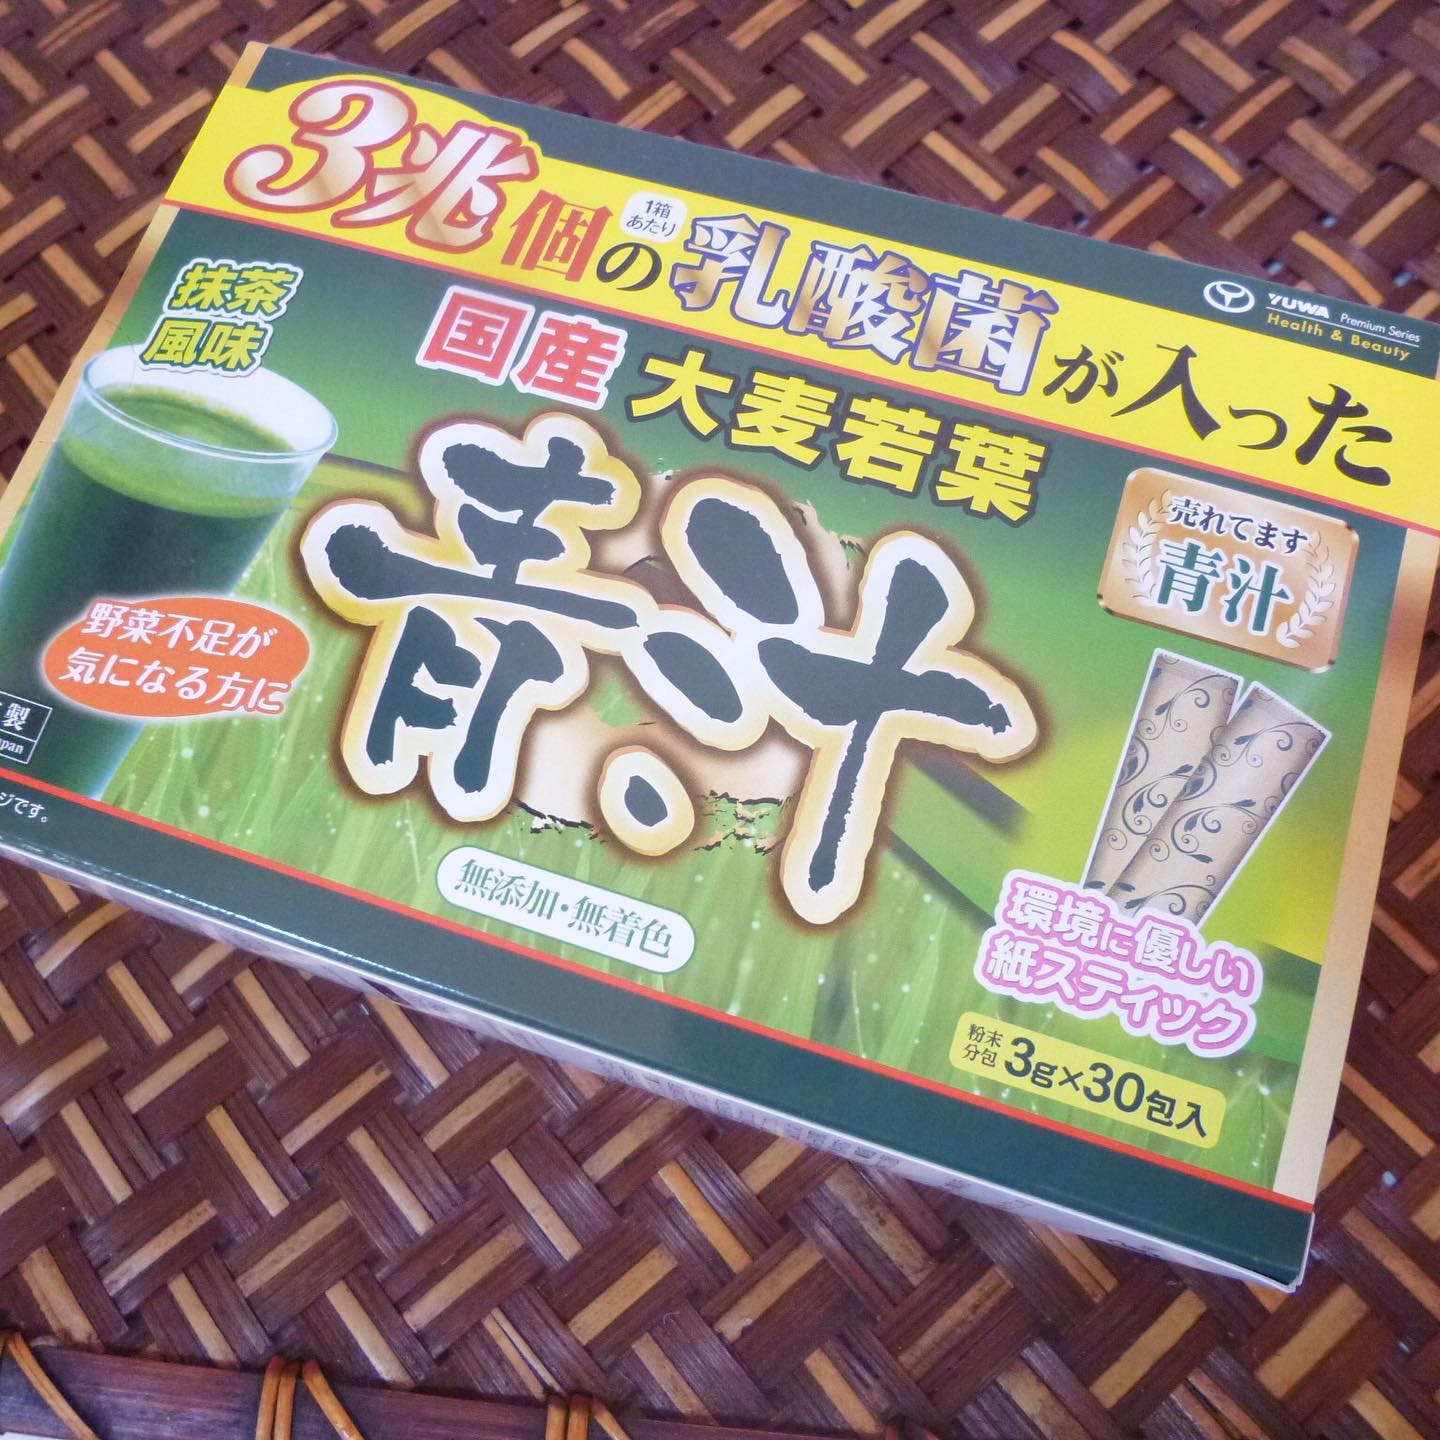 3兆個の乳酸菌が入った
1箱
あたり
YUWA Premium Series
Health & Beauty
抹茶
風味
国産 大麦若葉
青汁
売れてます
青汁
野菜不足が
気になる方に
製
pan
ジです。
無添加・無着色
環境に優しい
紙スティック
粉末
分包 3g×30包入